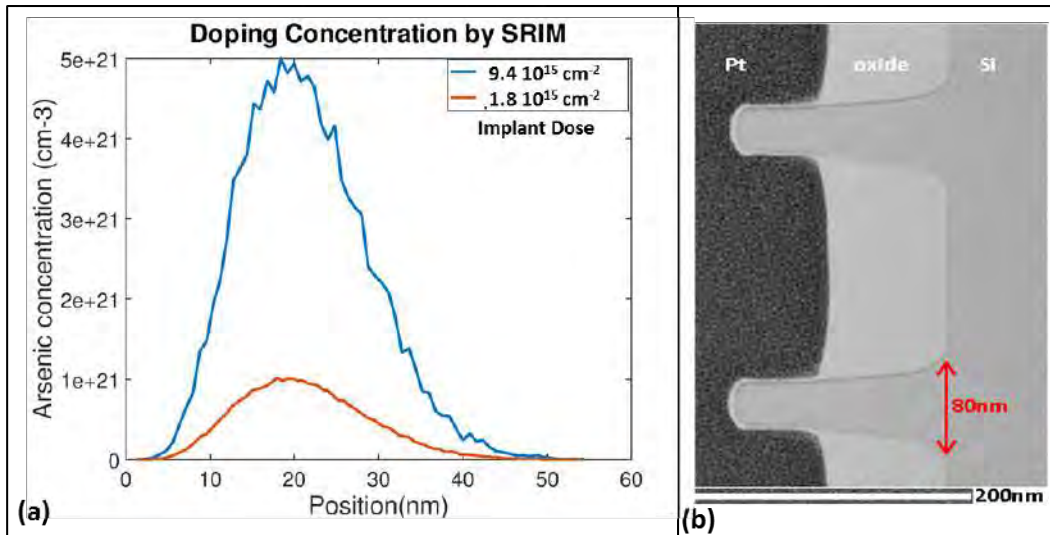 Doping Concentration by SRIM
5e+21
4e+21
3e+21
2e+21
1e+21
0
Arsenic concentration (cm-3)
9.4 10¹⁵ cm⁻²
1.8 10¹⁵ cm⁻²
Implant Dose
0 10 20 30 40 50 60
Position(nm)
(a)
Pt oxide Si
80nm
200nm
(b)